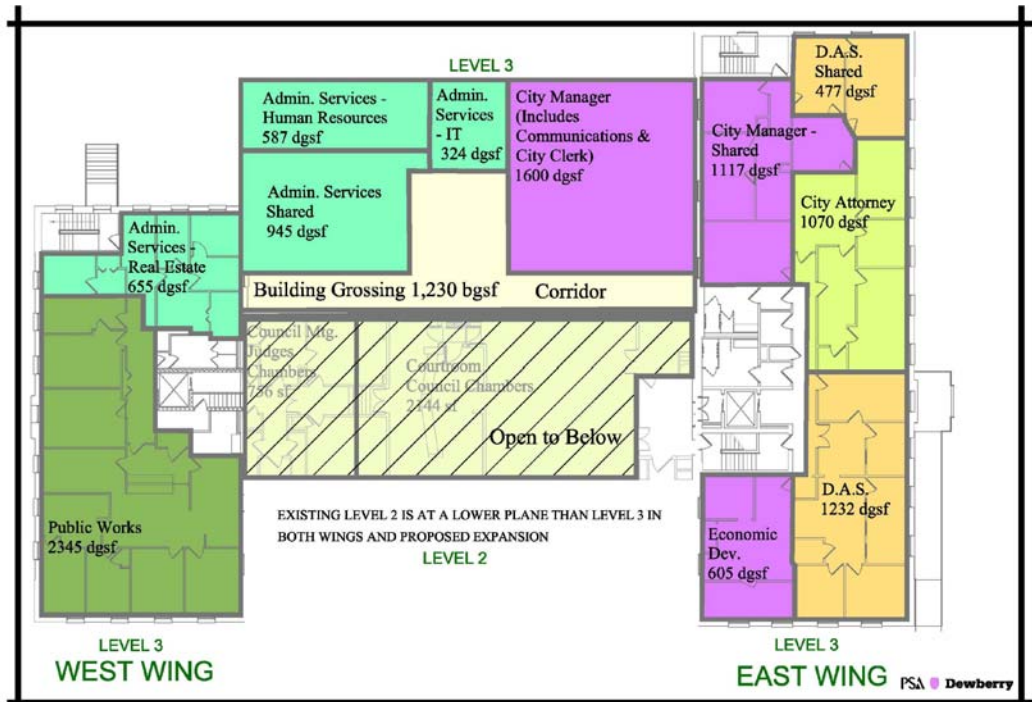 LEVEL 3
Admin. Services -
Human Resources
587 dgsf
Admin.
Services
- IT
324 dgsf
City Manager
(Includes
Communications &
City Clerk)
1600 dgsf
D.A.S.
Shared
477 dgsf
City Manager -
Shared
1117 dgsf
Admin. Services
Shared
945 dgsf
City Attorney
1070 dgsf
Admin.
Services -
Real Estate
655 dgsf
Building Grossing 1,230 bgsf
Corridor
Council Mtg.
Judges
Chambers
756 sf
Courtroom
Council Chambers
2144 sf
Open to Below
Public Works
2345 dgsf
EXISTING LEVEL 2 IS AT A LOWER PLANE THAN LEVEL 3 IN
BOTH WINGS AND PROPOSED EXPANSION
LEVEL 2
Economic
Dev.
605 dgsf
D.A.S.
1232 dgsf
LEVEL 3
WEST WING
LEVEL 3
EAST WING
PSA Dewberry